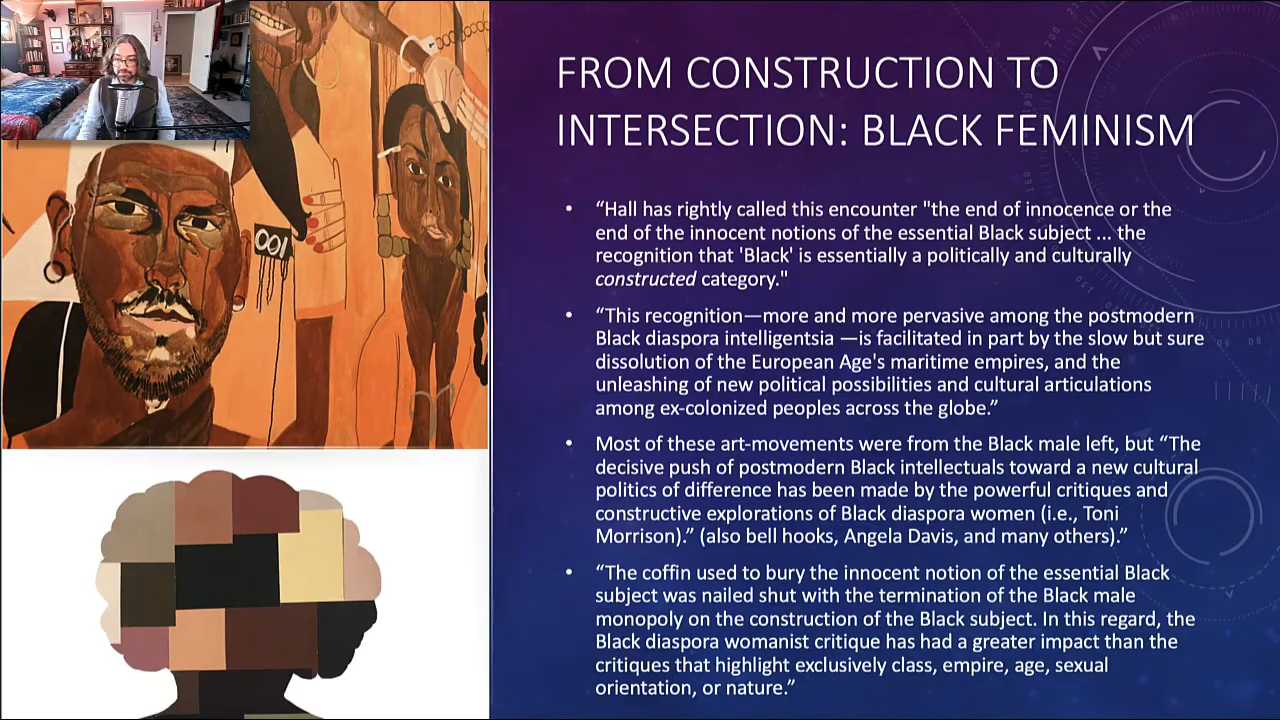 FROM CONSTRUCTION TO
INTERSECTION: BLACK FEMINISM
• “Hall has rightly called this encounter "the end of innocence or the
end of the innocent notions of the essential Black subject ... the
recognition that 'Black' is essentially a politically and culturally
constructed category."
• “This recognition—more and more pervasive among the postmodern
Black diaspora intelligentsia —is facilitated in part by the slow but sure
dissolution of the European Age's maritime empires, and the
unleashing of new political possibilities and cultural articulations
among ex-colonized peoples across the globe.”
• Most of these art-movements were from the Black male left, but “The
decisive push of postmodern Black intellectuals toward a new cultural
politics of difference has been made by the powerful critiques and
constructive explorations of Black diaspora women (i.e., Toni
Morrison).” (also bell hooks, Angela Davis, and many others).”
• “The coffin used to bury the innocent notion of the essential Black
subject was nailed shut with the termination of the Black male
monopoly on the construction of the Black subject. In this regard, the
Black diaspora womanist critique has had a greater impact than the
critiques that highlight exclusively class, empire, age, sexual
orientation, or nature.”
001